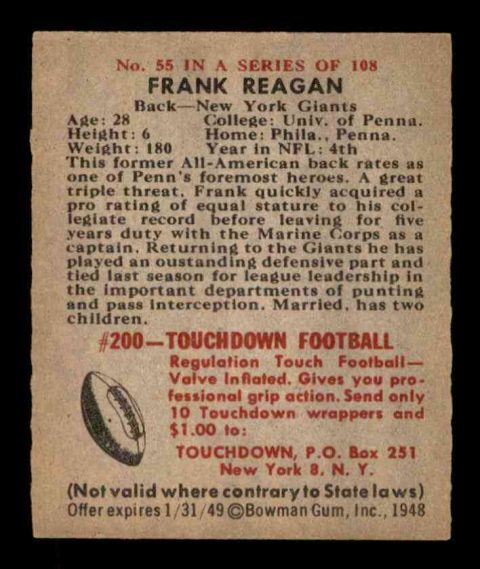 No. 55 IN A SERIES OF 108
FRANK REAGAN
Back—New York Giants
Age: 28 College: Univ. of Penna.
Height: 6 Home: Phila., Penna.
Weight: 180 Year in NFL: 4th
This former All-American back rates as
one of Penn's foremost heroes. A great
triple threat, Frank quickly acquired a
pro rating of equal stature to his col-
legiate record before leaving for five
years duty with the Marine Corps as a
captain. Returning to the Giants he has
played an oustanding defensive part and
tied last season for league leadership in
the important departments of punting
and pass interception. Married, has two
children.
#200—TOUCHDOWN FOOTBALL
Regulation Touch Football—
Valve Inflated. Gives you pro-
fessional grip action. Send only
10 Touchdown wrappers and
$1.00 to:
TOUCHDOWN, P.O. Box 251
New York 8, N. Y.
(Not valid where contrary to State laws)
Offer expires 1/31/49 ©Bowman Gum, Inc., 1948